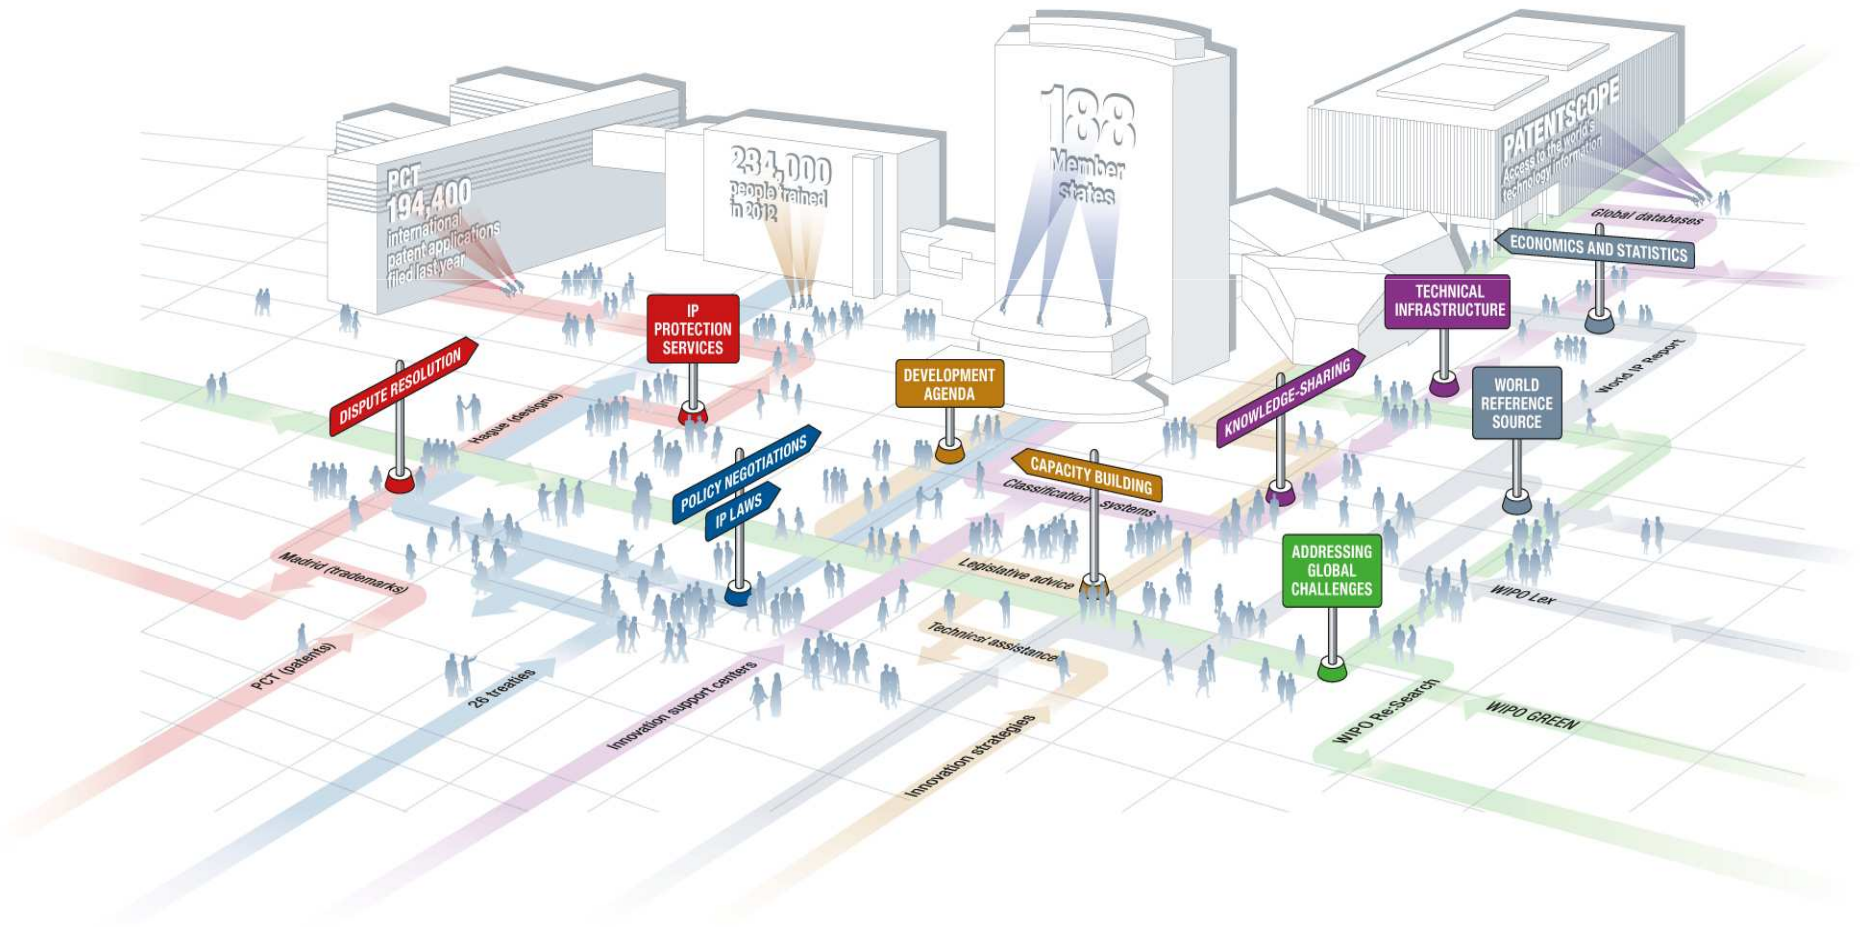 PCT
194,400
international
patent applications
filed last year
234,000
people trained
in 2012
188
Member
states
PATENTSCOPE
Access to the world's
technology information
Global databases
ECONOMICS AND STATISTICS
TECHNICAL
INFRASTRUCTURE
IP
PROTECTION
SERVICES
DISPUTE RESOLUTION
Hague (designs)
DEVELOPMENT
AGENDA
KNOWLEDGE-SHARING
World IP Report
WORLD
REFERENCE
SOURCE
POLICY NEGOTIATIONS
IP LAWS
CAPACITY BUILDING
Classification systems
Madrid (trademarks)
Legislative advice
ADDRESSING
GLOBAL
CHALLENGES
WIPO Lex
Technical assistance
PCT (patents)
26 treaties
Innovation support centers
Innovation strategies
WIPO Re:Search
WIPO GREEN